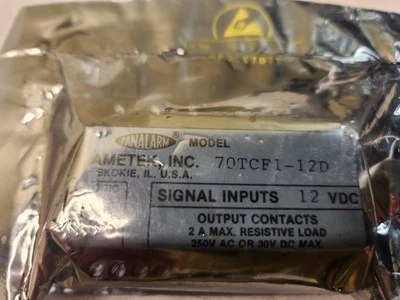 PANALARM
MODEL
AMETEK, INC. 70TCF1-12D
SKOKIE, IL, U.S.A.
SIGNAL INPUTS 12 VDC
OUTPUT CONTACTS
2 A MAX. RESISTIVE LOAD
250V AC OR 30V DC MAX.